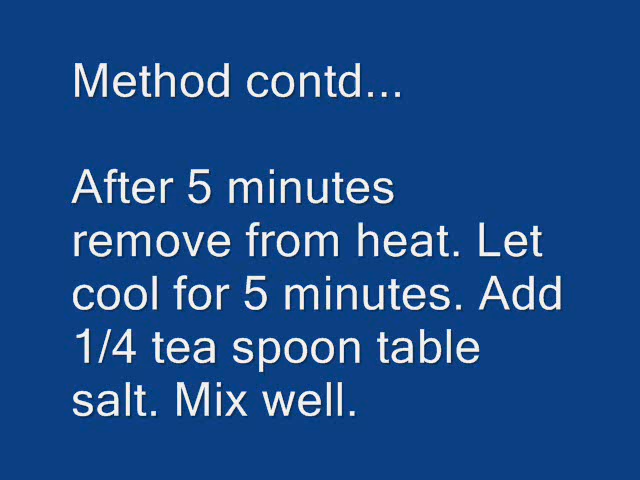 Method contd...
After 5 minutes
remove from heat. Let
cool for 5 minutes. Add
1/4 tea spoon table
salt. Mix well.